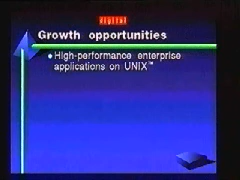 digital
Growth opportunities
High-performance enterprise
applications on UNIX™